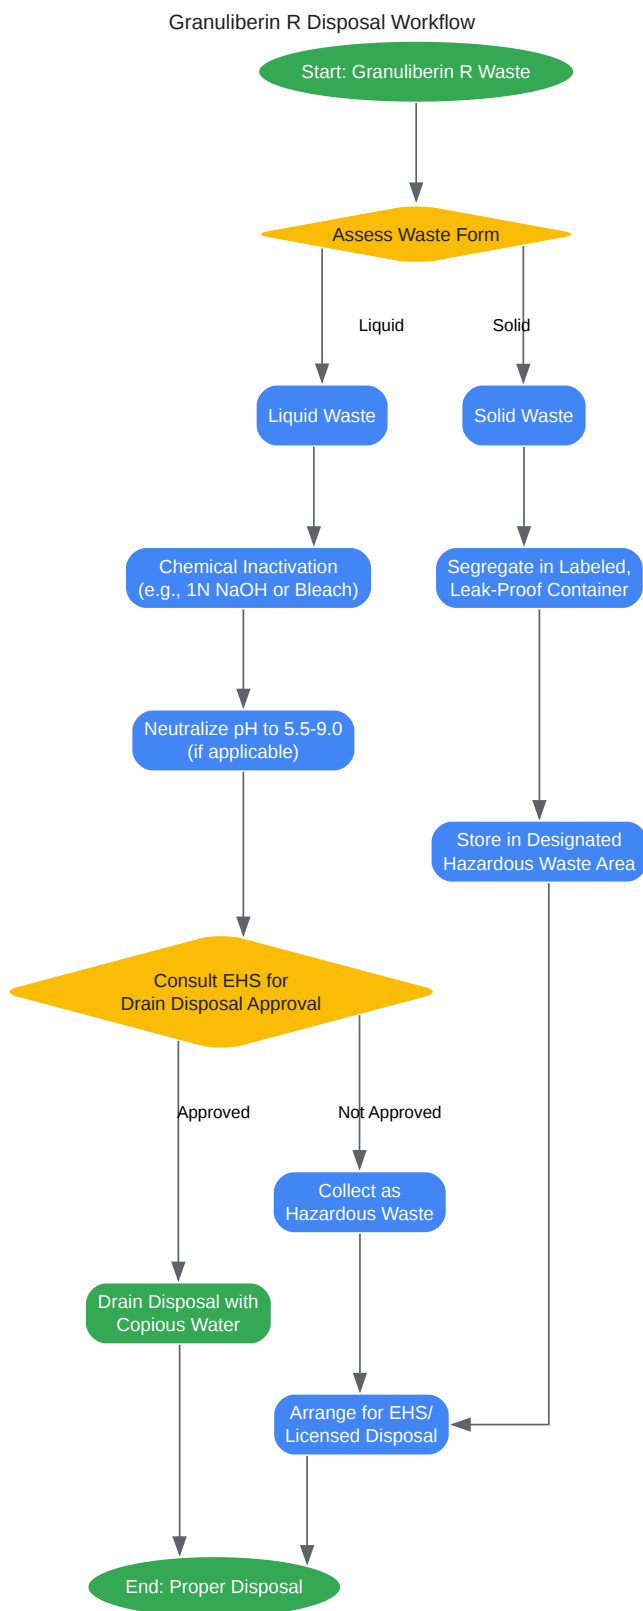 Granuliberin R Disposal Workflow
Start: Granuliberin R Waste
Assess Waste Form
Liquid
Solid
Liquid Waste
Solid Waste
Chemical Inactivation
(e.g., 1N NaOH or Bleach)
Segregate in Labeled,
Leak-Proof Container
Neutralize pH to 5.5-9.0
(if applicable)
Store in Designated
Hazardous Waste Area
Consult EHS for
Drain Disposal Approval
Approved
Not Approved
Collect as
Hazardous Waste
Drain Disposal with
Copious Water
Arrange for EHS/
Licensed Disposal
End: Proper Disposal